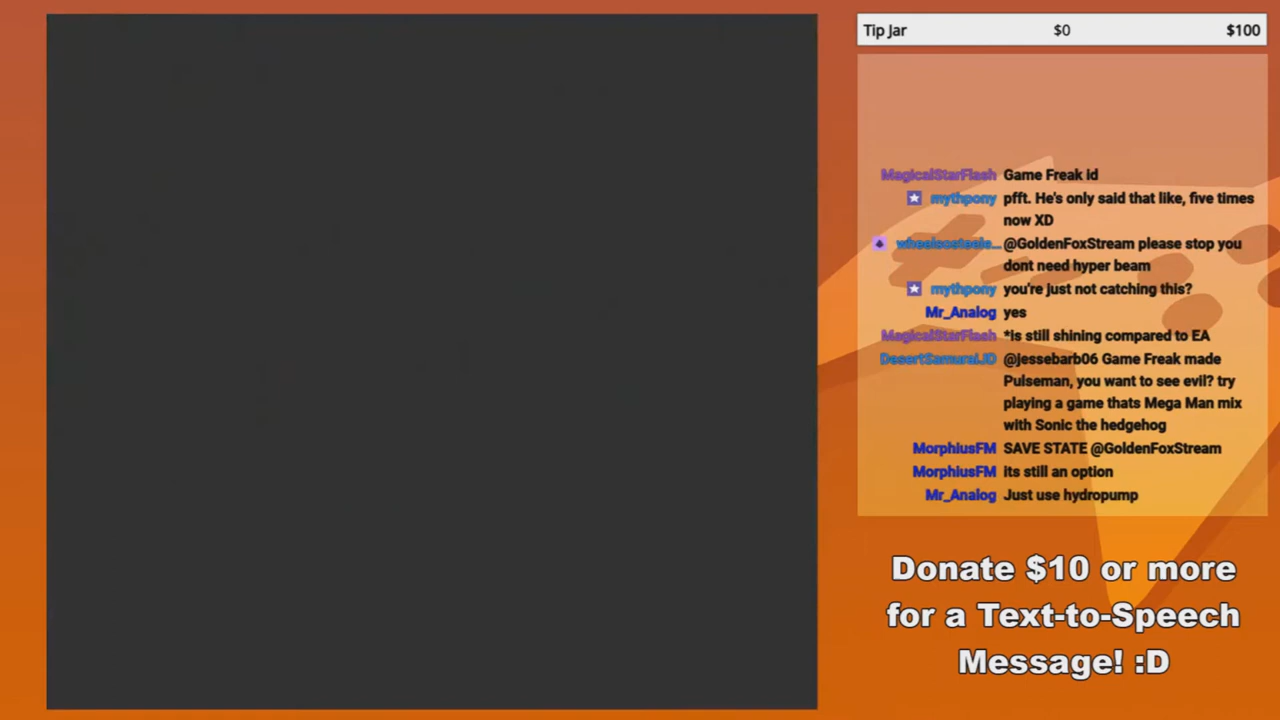 Tip Jar $0 $100
MagicalStarFlash Game Freak id
mythpony pfft. He's only said that like, five times
now XD
wheelsosteele... @GoldenFoxStream please stop you
dont need hyper beam
mythpony you're just not catching this?
Mr_Analog yes
MagicalStarFlash *is still shining compared to EA
DesertSamuraiJD @jessebarb06 Game Freak made
Pulseman, you want to see evil? try
playing a game thats Mega Man mix
with Sonic the hedgehog
MorphiusFM SAVE STATE @GoldenFoxStream
MorphiusFM its still an option
Mr_Analog Just use hydropump
Donate $10 or more
for a Text-to-Speech
Message! :D